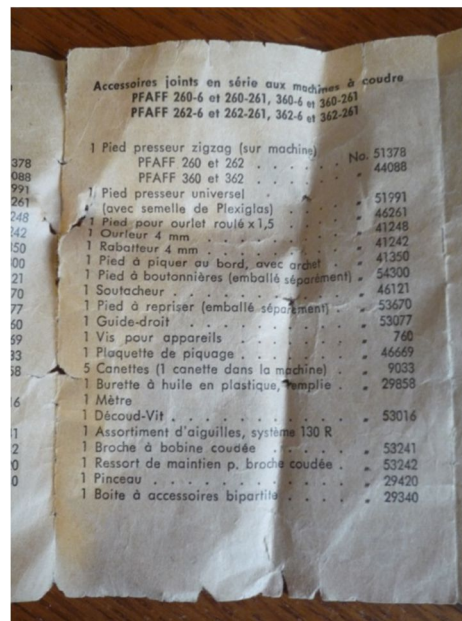 Accessoires joints en série aux machines à coudre
PFAFF 260-6 et 260-261, 360-6 et 360-261
PFAFF 262-6 et 262-261, 362-6 et 362-261
1 Pied presseur zigzag (sur machine)
PFAFF 260 et 262 . . . . . No. 51378
PFAFF 360 et 362 . . . . . „ 44088
1 Pied presseur universel
(avec semelle de Plexiglas) . . . . „ 51991
1 Pied pour ourlet roulé x 1,5 . . . . „ 46261
1 Ourleur 4 mm . . . . . . „ 41248
1 Rabatteur 4 mm . . . . . . „ 41242
1 Pied à piquer au bord, avec archet . . „ 41350
1 Pied à boutonnières (emballé séparément) . „ 54300
1 Soutacheur . . . . . . „ 46121
1 Pied à repriser (emballé séparément) . . „ 53670
1 Guide-droit . . . . . . „ 53077
1 Vis pour appareils . . . . . „ 760
1 Plaquette de piquage . . . . . „ 46669
5 Canettes (1 canette dans la machine) . . „ 9033
1 Burette à huile en plastique, remplie . . „ 29858
1 Mètre
1 Découd-Vit . . . . . . „ 53016
1 Assortiment d'aiguilles, système 130 R
1 Broche à bobine coudée . . . . „ 53241
1 Ressort de maintien p. broche coudée . „ 53242
1 Pinceau . . . . . . „ 29420
1 Boite à accessoires bipartite . . . . „ 29340